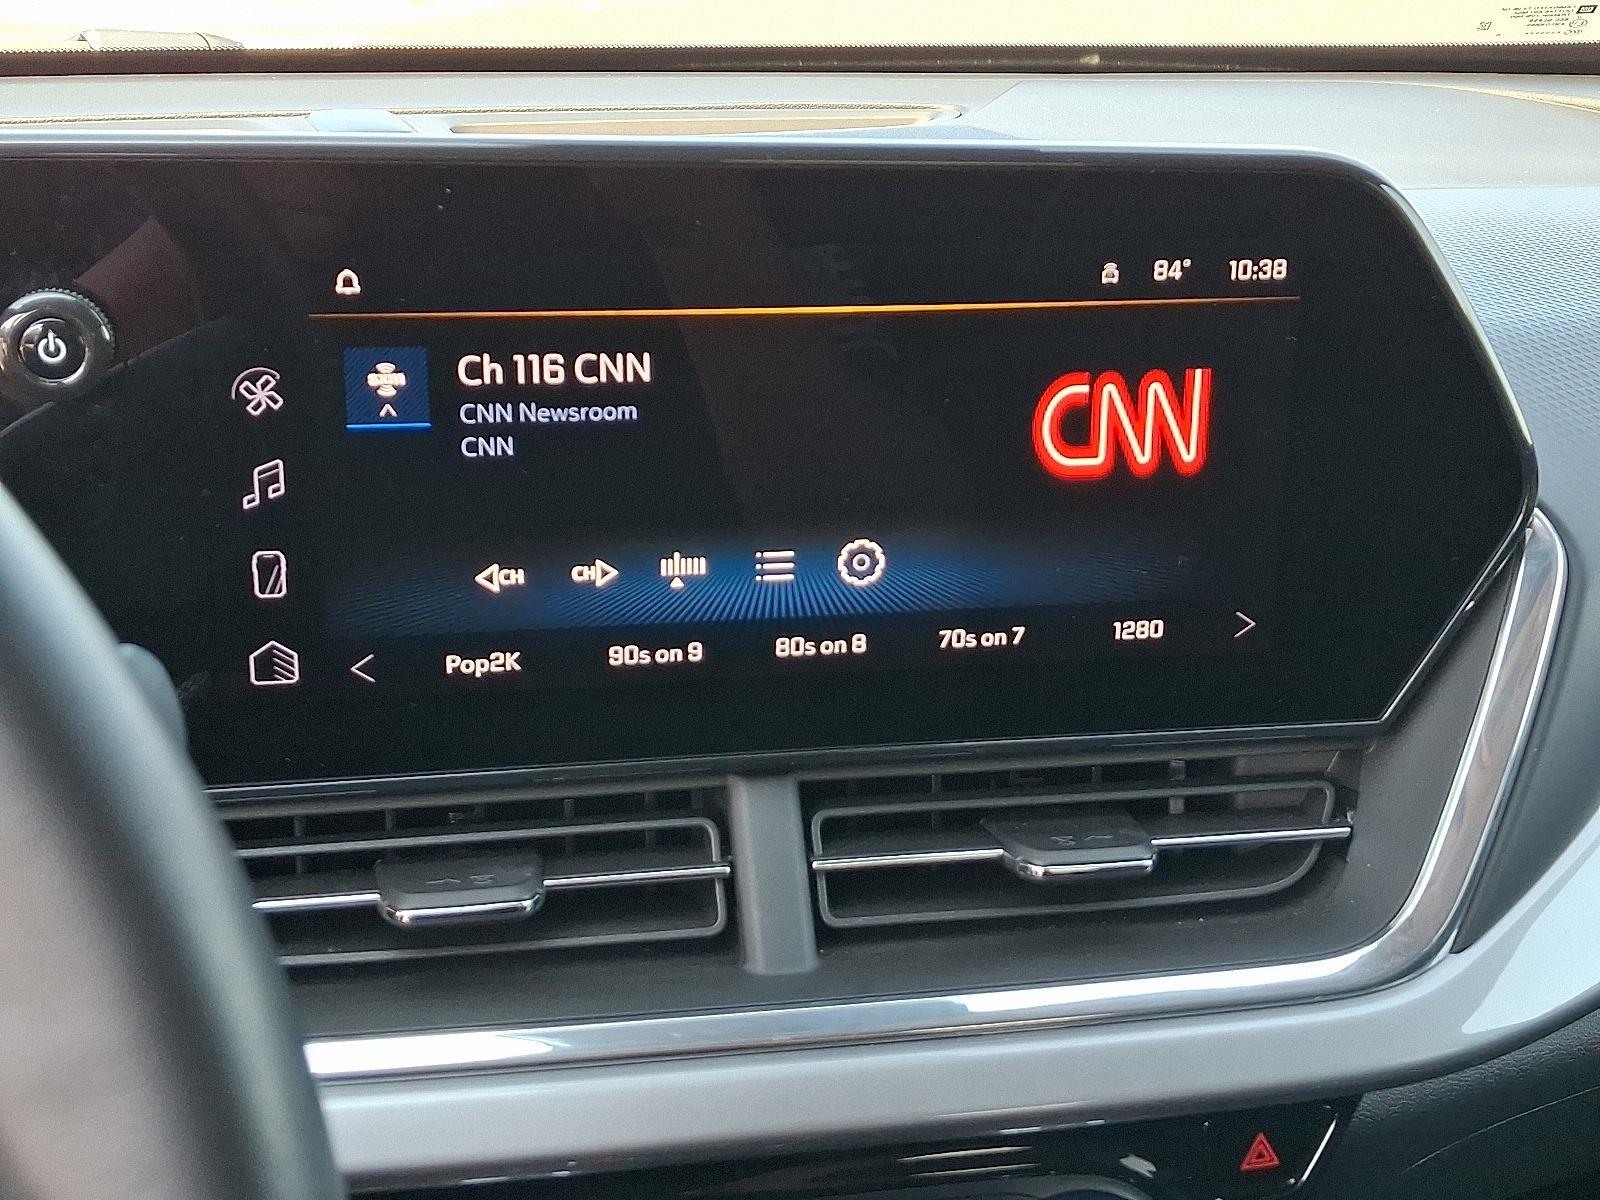 84° 10:38
SXM
Ch 116 CNN
CNN Newsroom
CNN
CNN
CH
CH
Pop2K 90s on 9 80s on 8 70s on 7 1280